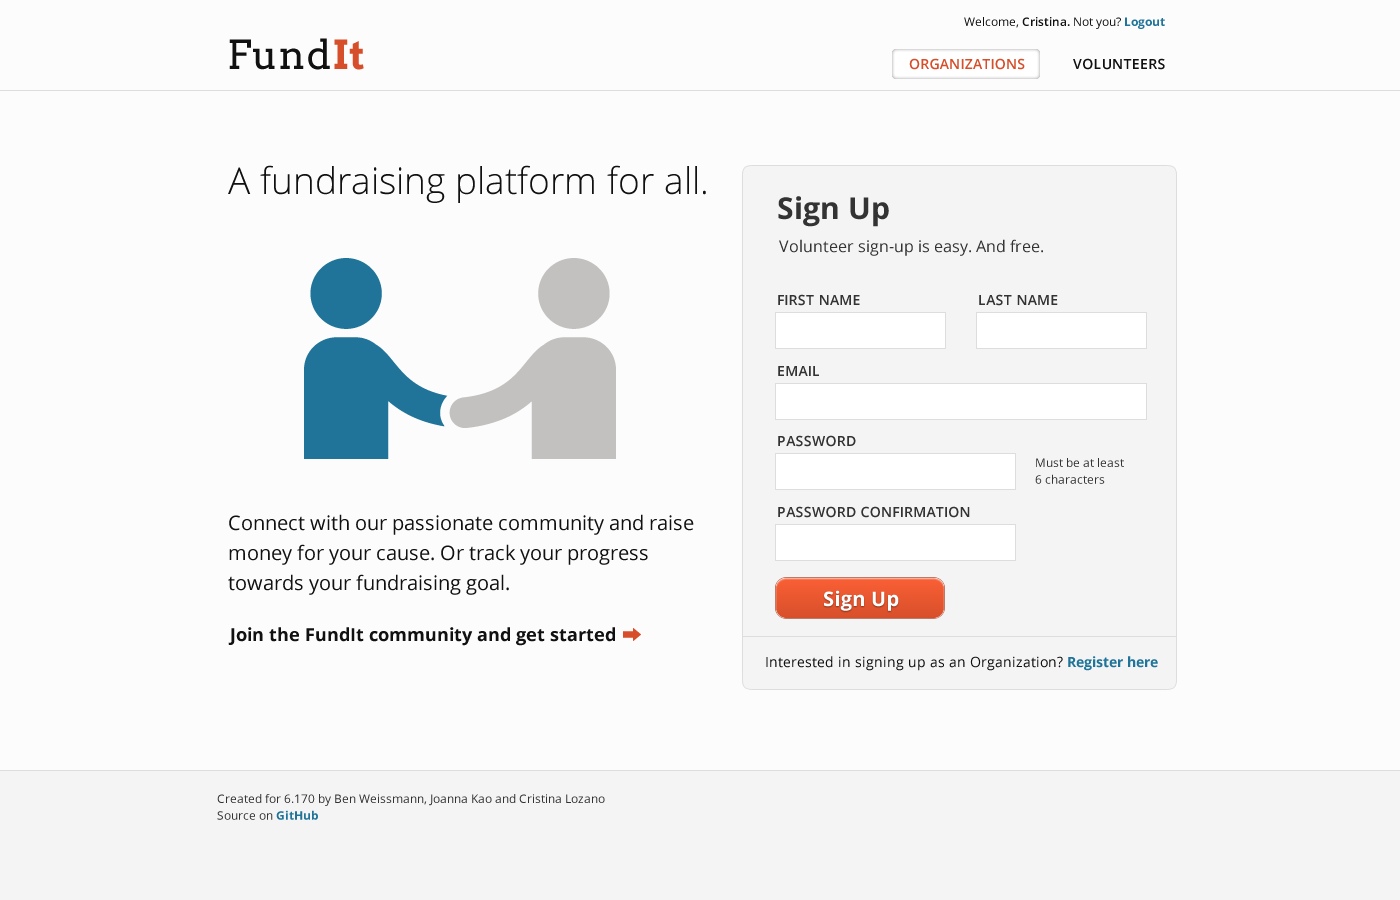 Welcome, Cristina. Not you? Logout
FundIt
ORGANIZATIONS
VOLUNTEERS
A fundraising platform for all.
Connect with our passionate community and raise
money for your cause. Or track your progress
towards your fundraising goal.
Join the FundIt community and get started
Sign Up
Volunteer sign-up is easy. And free.
FIRST NAME
LAST NAME
EMAIL
PASSWORD
Must be at least
6 characters
PASSWORD CONFIRMATION
Sign Up
Interested in signing up as an Organization? Register here
Created for 6.170 by Ben Weissmann, Joanna Kao and Cristina Lozano
Source on GitHub